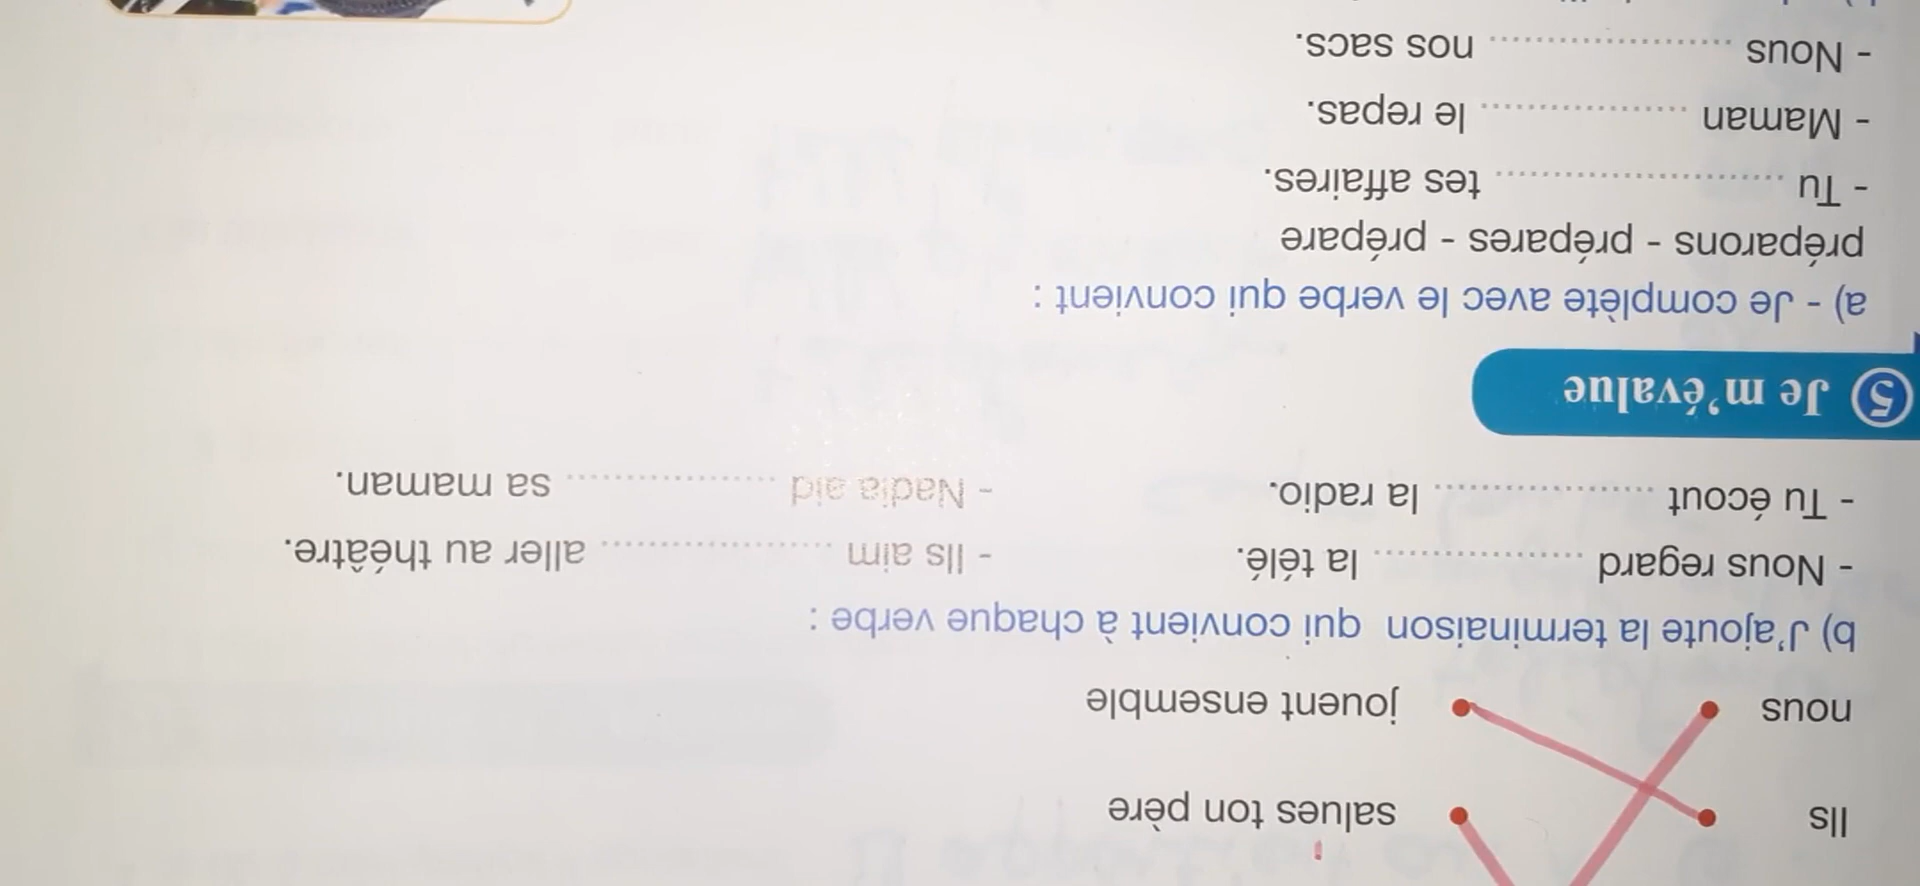 Ils salues ton père
nous jouent ensemble
b) J'ajoute la terminaison qui convient à chaque verbe :
- Nous regard .................... la télé. - Ils aim .................... aller au théâtre.
- Tu écout .................... la radio. - Nadia aid .................... sa maman.
5 Je m'évalue
a) - Je complète avec le verbe qui convient :
préparons - prépares - prépare
- Tu .................... tes affaires.
- Maman .................... le repas.
- Nous .................... nos sacs.